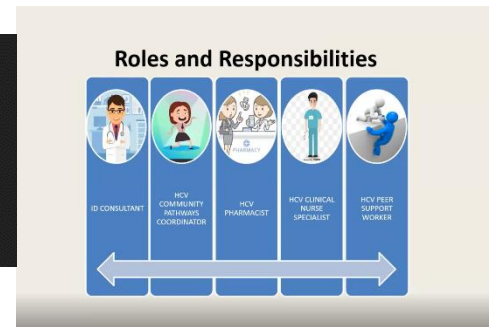 Roles and Responsibilities
PHARMACY
ID CONSULTANT
HCV
COMMUNITY
PATHWAYS
COORDINATOR
HCV
PHARMACIST
HCV CLINICAL
NURSE
SPECIALIST
HCV PEER
SUPPORT
WORKER